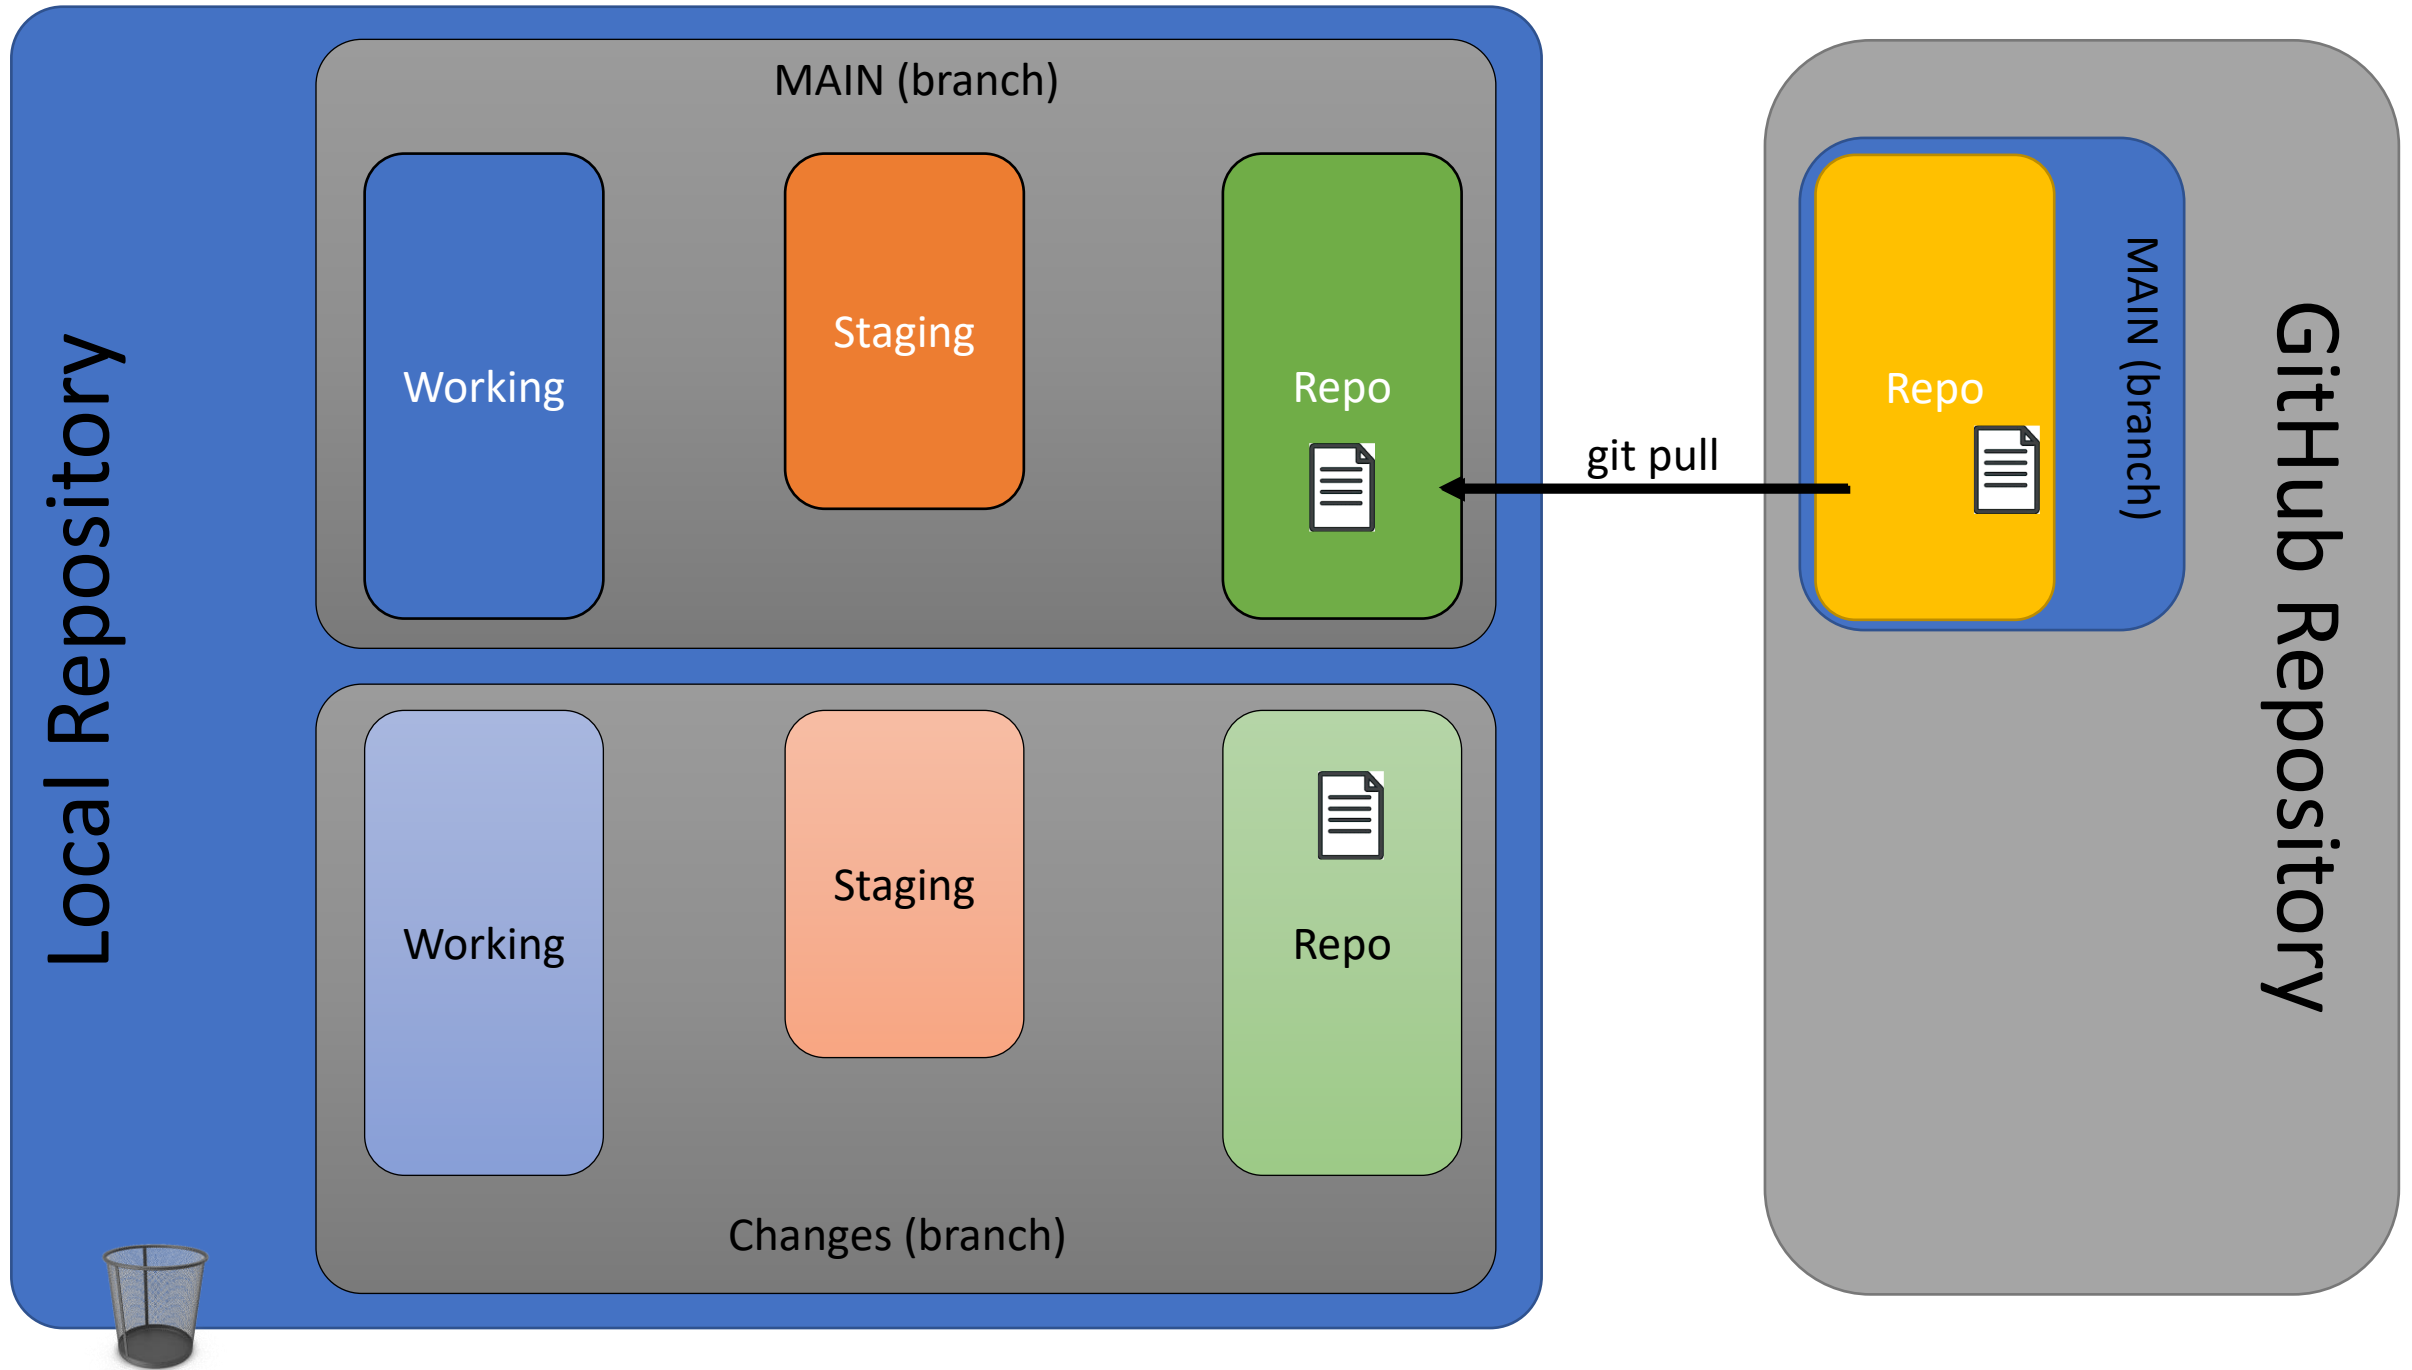 Local Repository
MAIN (branch)
Working
Staging
Repo
git pull
Repo
MAIN (branch)
GitHub Repository
Working
Staging
Repo
Changes (branch)